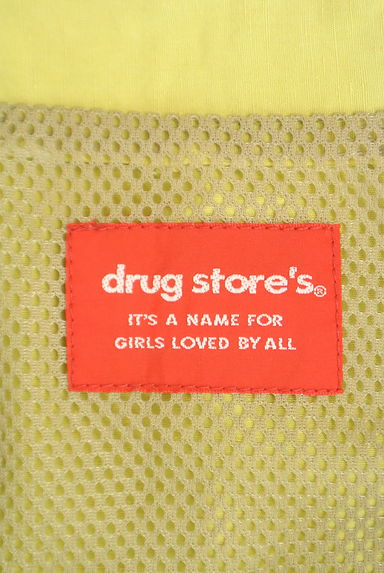 drug store's®
IT'S A NAME FOR
GIRLS LOVED BY ALL